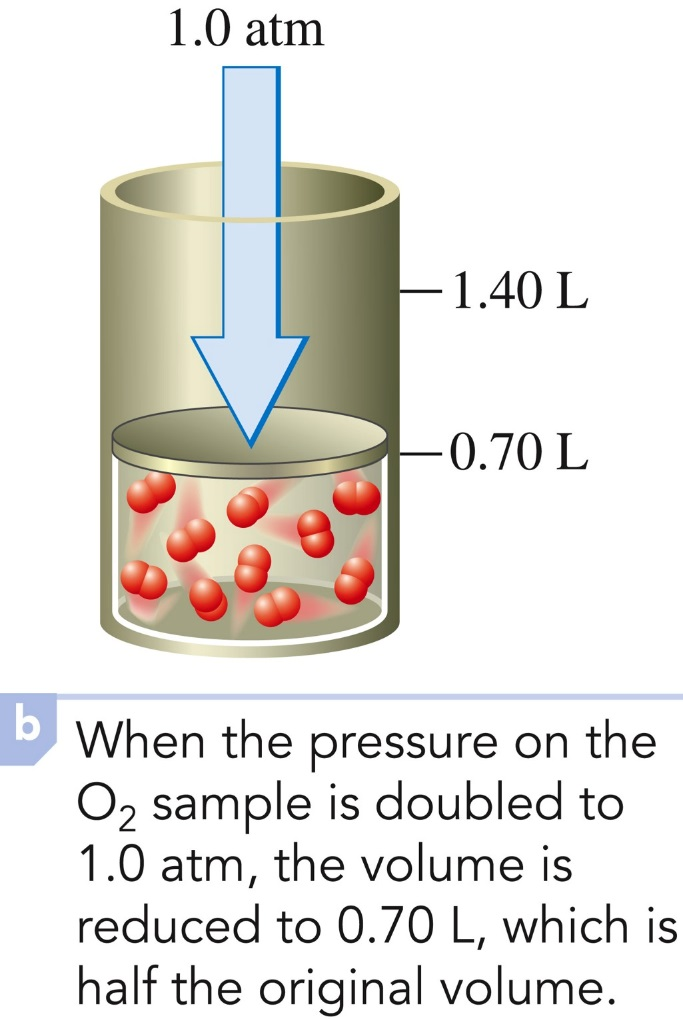 1.0 atm
1.40 L
0.70 L
b
When the pressure on the
O₂ sample is doubled to
1.0 atm, the volume is
reduced to 0.70 L, which is
half the original volume.